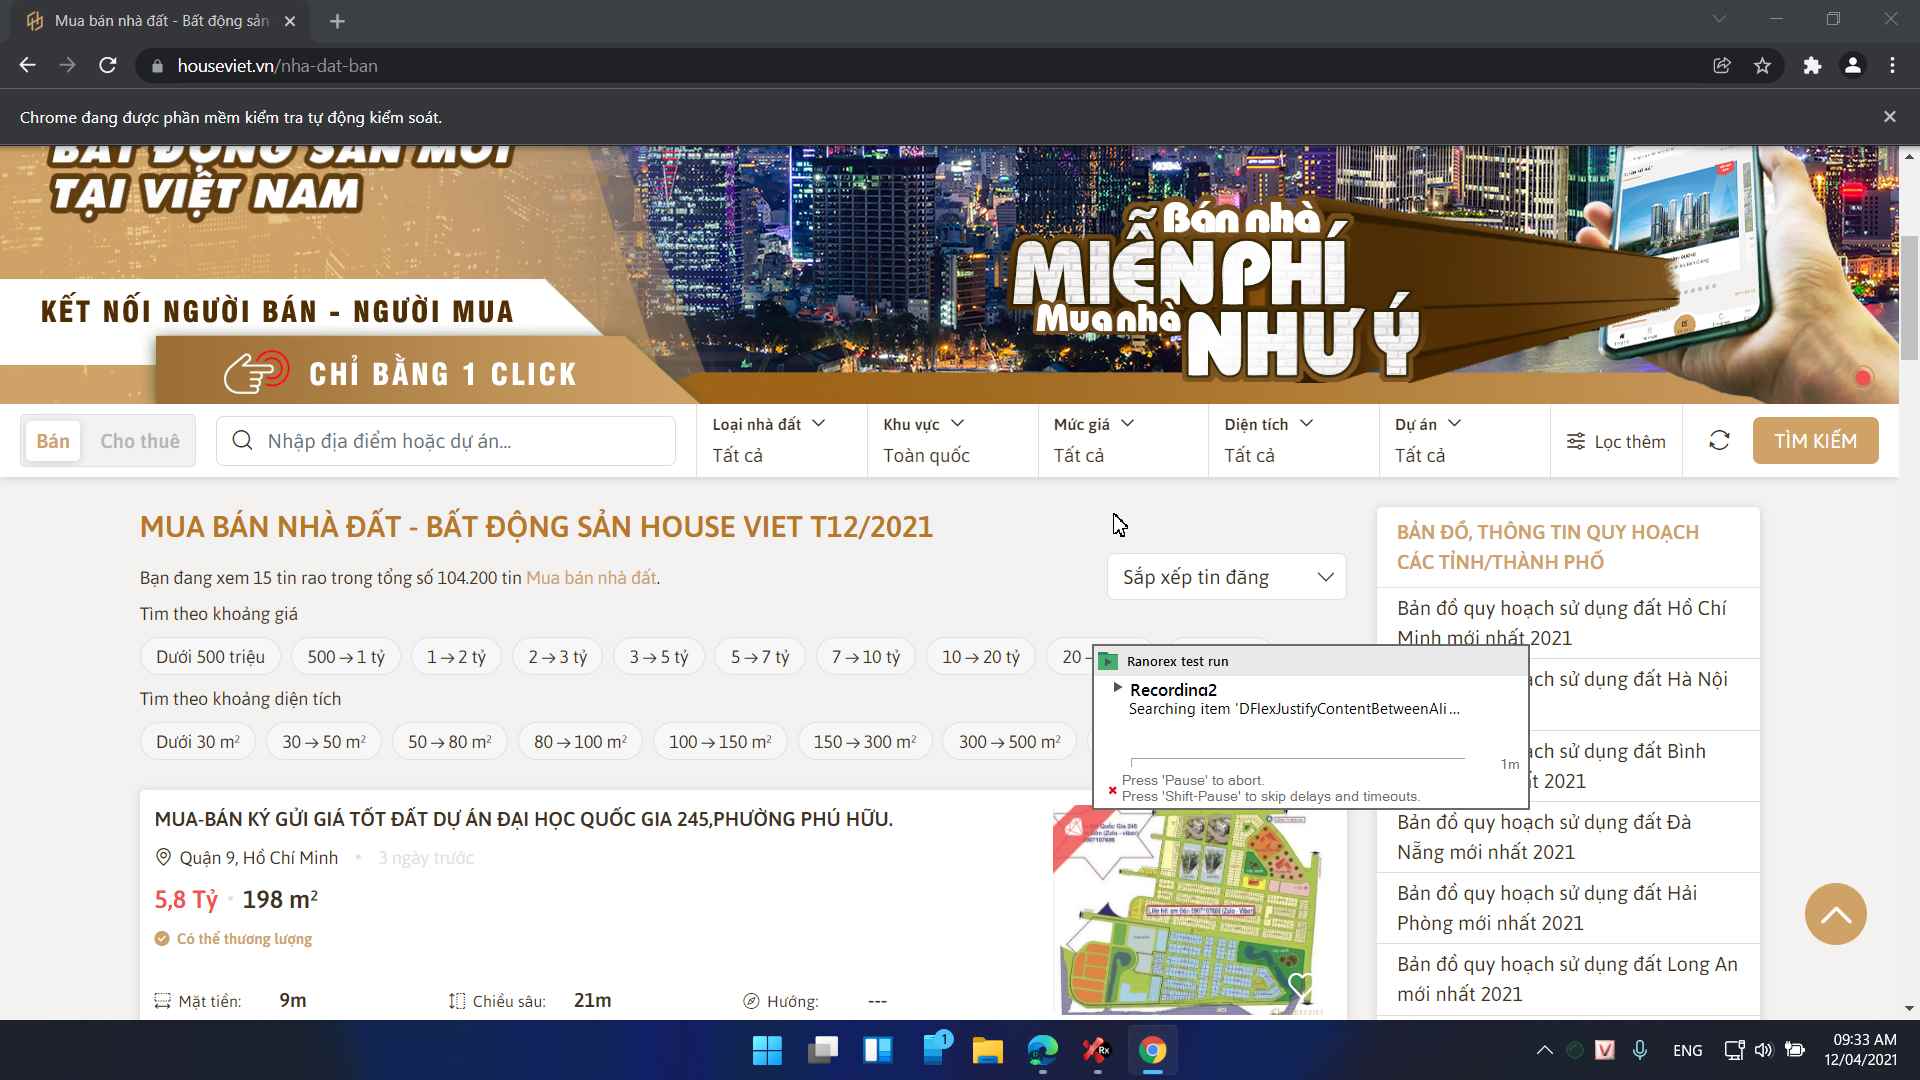 Mua bán nhà đất - Bất động sản
houseviet.vn/nha-dat-ban
Chrome đang được phần mềm kiểm tra tự động kiểm soát.
BẤT ĐỘNG SẢN MỚI
TẠI VIỆT NAM
KẾT NỐI NGƯỜI BÁN - NGƯỜI MUA
CHỈ BẰNG 1 CLICK
Bán nhà
MIỄN PHÍ
Mua nhà
NHƯ Ý
Bán
Cho thuê
Nhập địa điểm hoặc dự án...
Loại nhà đất
Tất cả
Khu vực
Toàn quốc
Mức giá
Tất cả
Diện tích
Tất cả
Dự án
Tất cả
Lọc thêm
TÌM KIẾM
MUA BÁN NHÀ ĐẤT - BẤT ĐỘNG SẢN HOUSE VIET T12/2021
Bạn đang xem 15 tin rao trong tổng số 104.200 tin Mua bán nhà đất.
Sắp xếp tin đăng
Tìm theo khoảng giá
Dưới 500 triệu
500 → 1 tỷ
1 → 2 tỷ
2 → 3 tỷ
3 → 5 tỷ
5 → 7 tỷ
7 → 10 tỷ
10 → 20 tỷ
20
Tìm theo khoảng diện tích
Dưới 30 m²
30 → 50 m²
50 → 80 m²
80 → 100 m²
100 → 150 m²
150 → 300 m²
300 → 500 m²
Ranorex test run
Recording2
Searching item 'DFlexJustifyContentBetweenAli...
1m
Press 'Pause' to abort.
Press 'Shift-Pause' to skip delays and timeouts.
MUA-BÁN KÝ GỬI GIÁ TỐT ĐẤT DỰ ÁN ĐẠI HỌC QUỐC GIA 245,PHƯỜNG PHÚ HỮU.
Quận 9, Hồ Chí Minh • 3 ngày trước
5,8 Tỷ • 198 m²
Có thể thương lượng
Mặt tiền: 9m
Chiều sâu: 21m
Hướng: ---
BẢN ĐỒ, THÔNG TIN QUY HOẠCH
CÁC TỈNH/THÀNH PHỐ
Bản đồ quy hoạch sử dụng đất Hồ Chí
Minh mới nhất 2021
ạch sử dụng đất Hà Nội
ạch sử dụng đất Bình
t 2021
Bản đồ quy hoạch sử dụng đất Đà
Nẵng mới nhất 2021
Bản đồ quy hoạch sử dụng đất Hải
Phòng mới nhất 2021
Bản đồ quy hoạch sử dụng đất Long An
mới nhất 2021
1
Rx
V
ENG
09:33 AM
12/04/2021